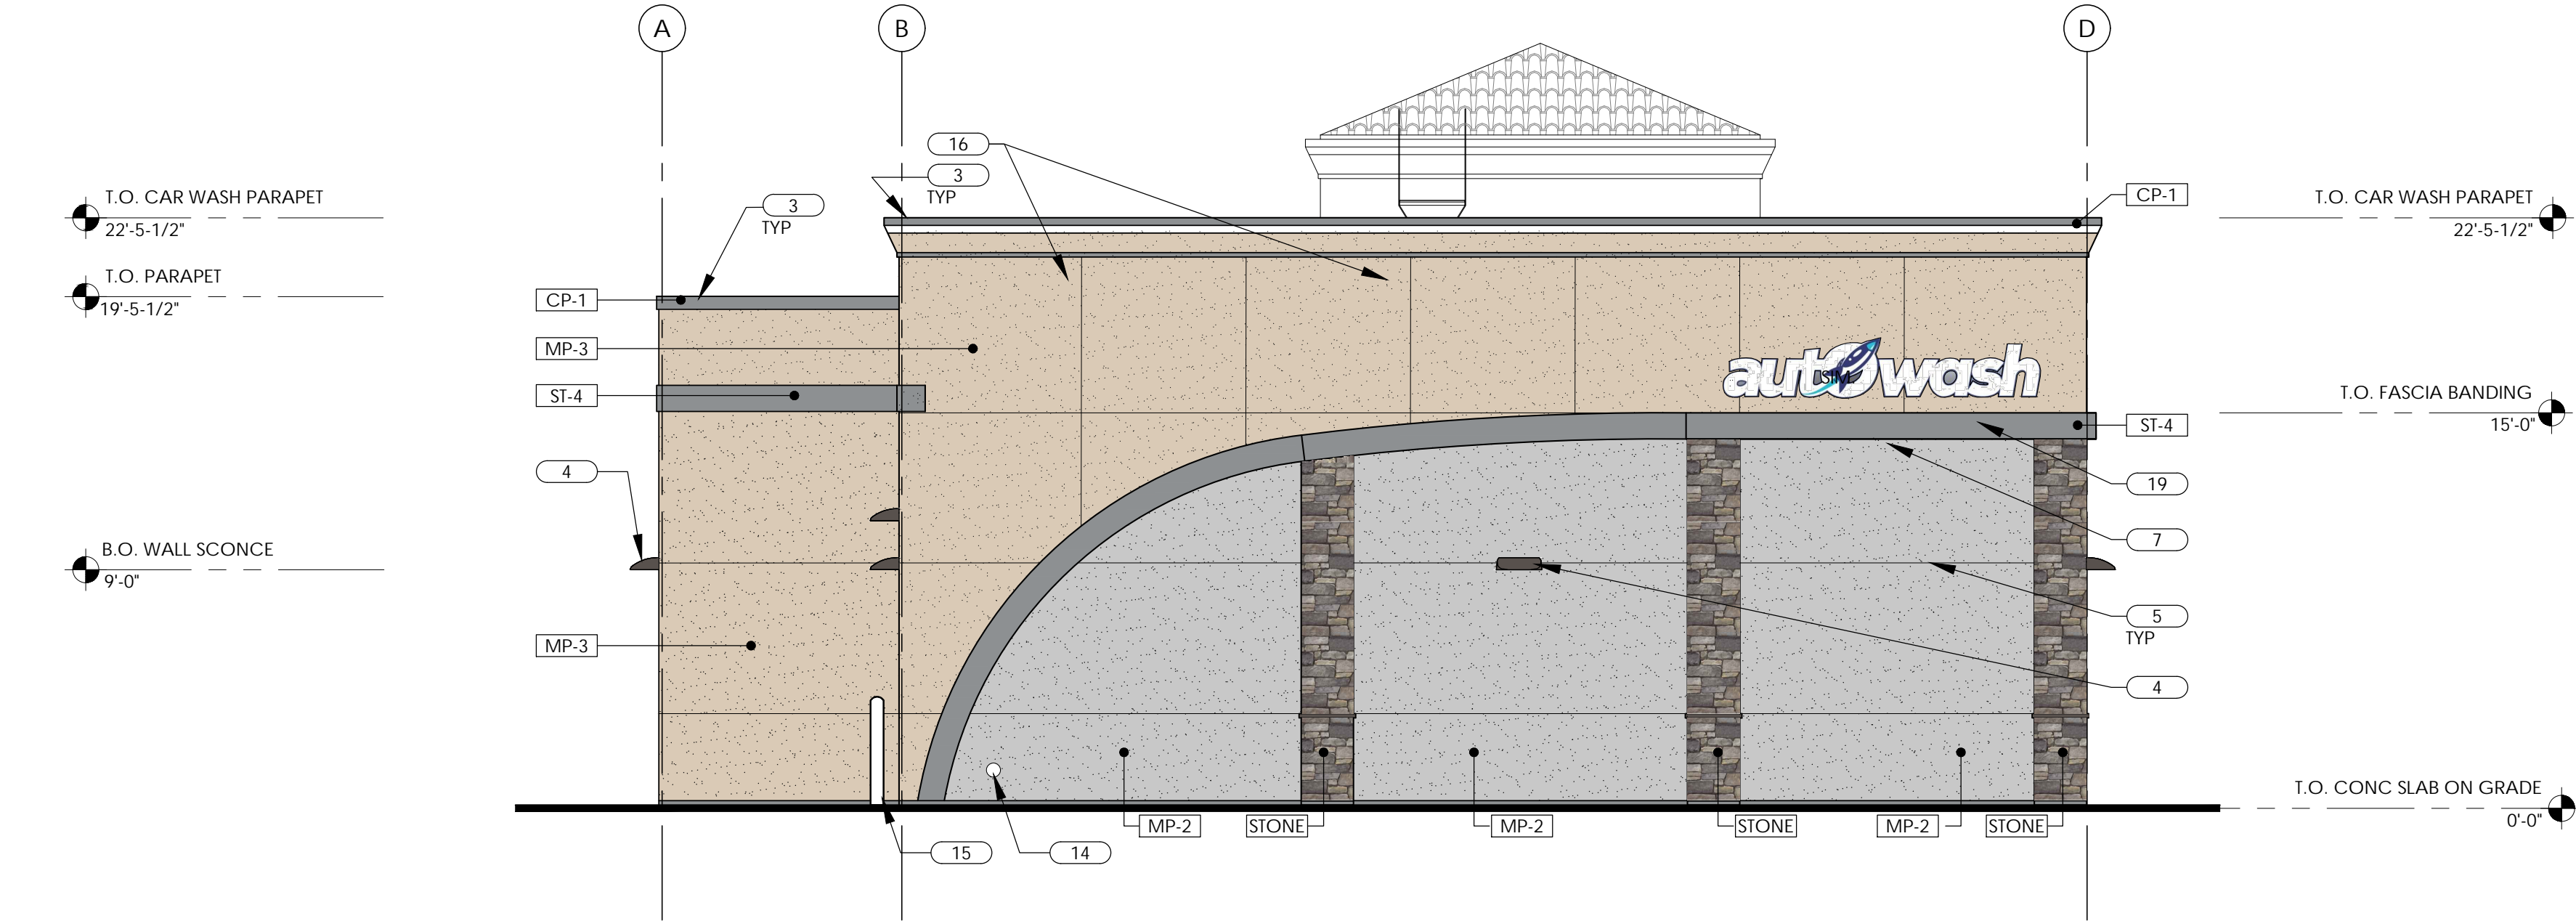 A
B
D
16
3
TYP
3
TYP
CP-1
T.O. CAR WASH PARAPET
22'-5-1/2"
T.O. CAR WASH PARAPET
22'-5-1/2"
T.O. PARAPET
19'-5-1/2"
CP-1
MP-3
autowash
SIM.
ST-4
T.O. FASCIA BANDING
15'-0"
ST-4
4
19
7
B.O. WALL SCONCE
9'-0"
5
TYP
MP-3
4
T.O. CONC SLAB ON GRADE
0'-0"
MP-2
STONE
MP-2
STONE
MP-2
STONE
15
14